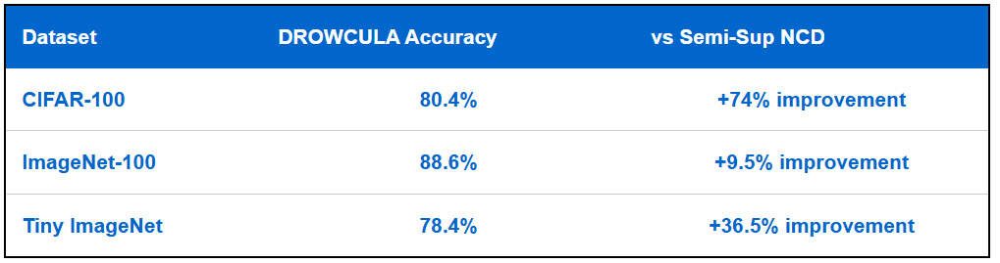 Dataset DROWCULA Accuracy vs Semi-Sup NCD
CIFAR-100 80.4% +74% improvement
ImageNet-100 88.6% +9.5% improvement
Tiny ImageNet 78.4% +36.5% improvement